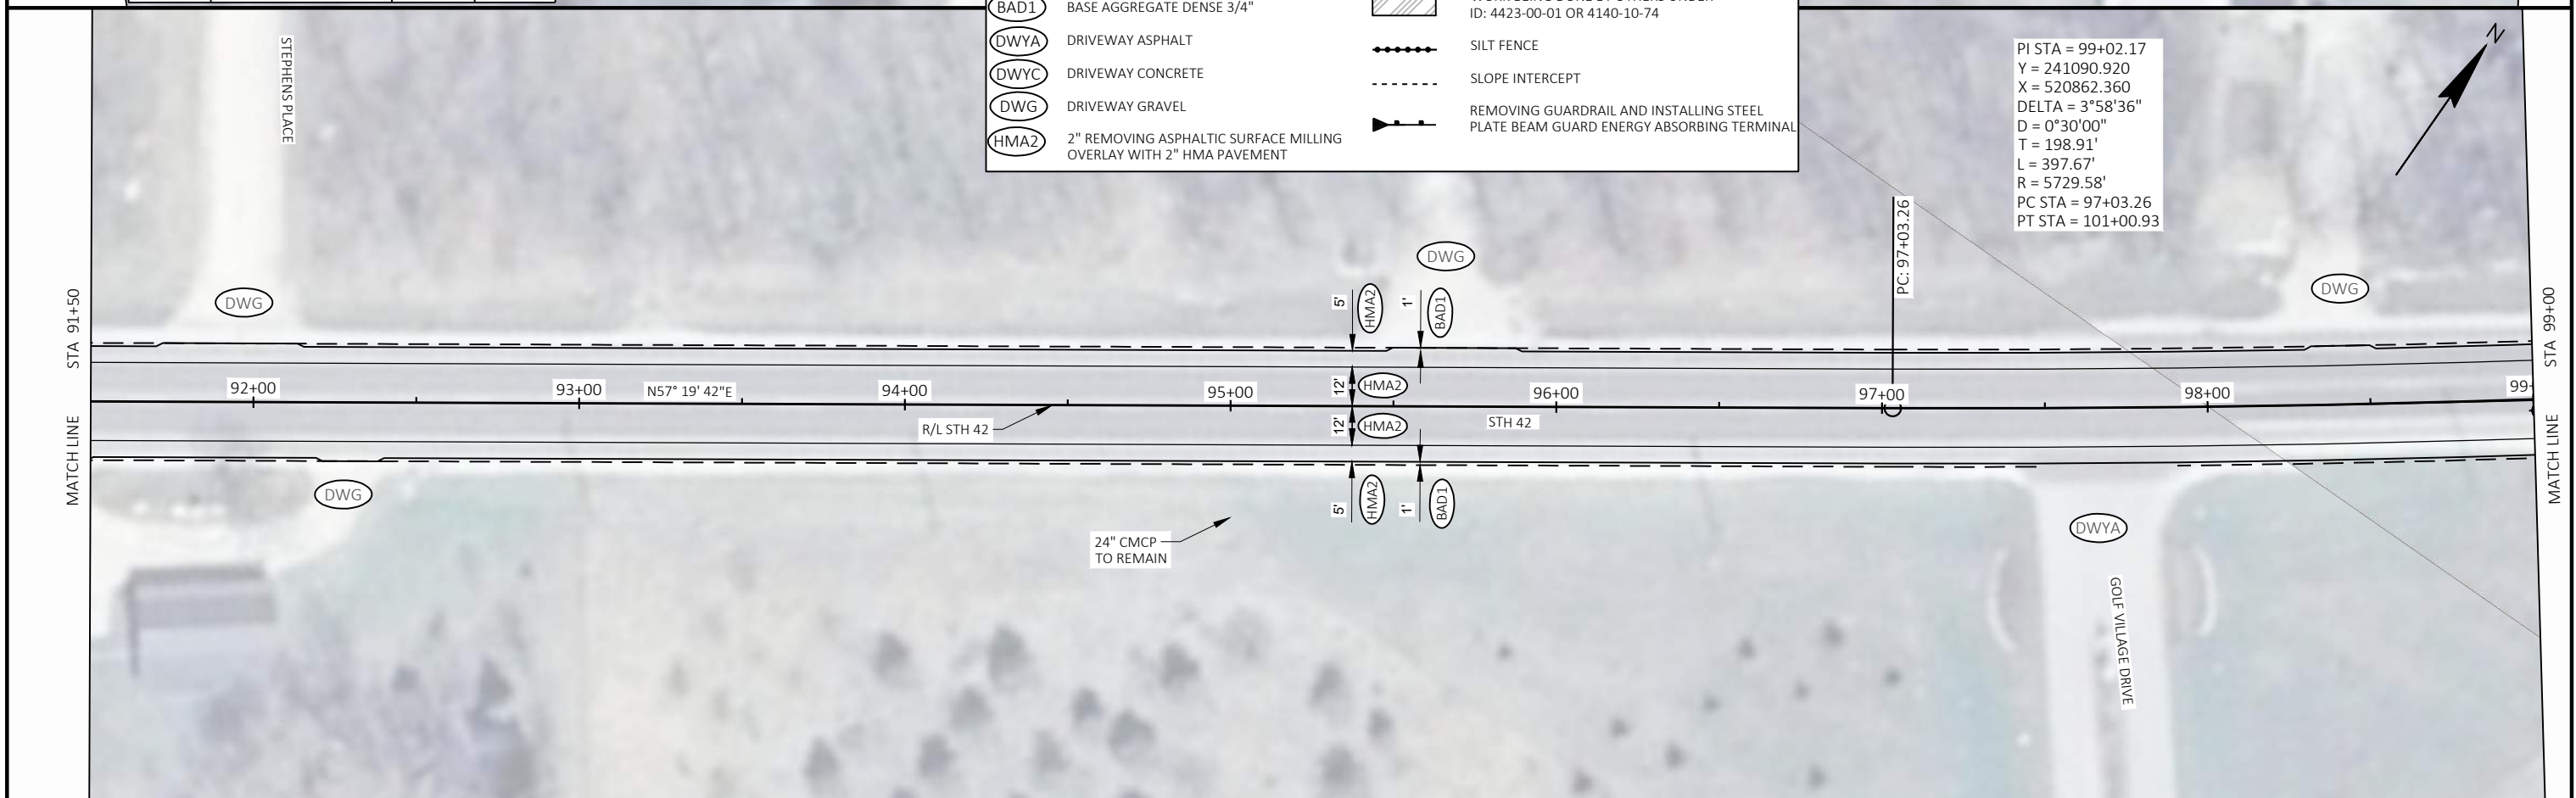 BAD1 BASE AGGREGATE DENSE 3/4"
DWYA DRIVEWAY ASPHALT
DWYC DRIVEWAY CONCRETE
DWG DRIVEWAY GRAVEL
HMA2 2" REMOVING ASPHALTIC SURFACE MILLING
OVERLAY WITH 2" HMA PAVEMENT
ID: 4423-00-01 OR 4140-10-74
SILT FENCE
SLOPE INTERCEPT
REMOVING GUARDRAIL AND INSTALLING STEEL
PLATE BEAM GUARD ENERGY ABSORBING TERMINAL
N
PI STA = 99+02.17
Y = 241090.920
X = 520862.360
DELTA = 3°58'36"
D = 0°30'00"
T = 198.91'
L = 397.67'
R = 5729.58'
PC STA = 97+03.26
PT STA = 101+00.93
STEPHENS PLACE
PC: 97+03.26
DWG
DWG
DWG
5'
HMA2
1'
BAD1
STA 91+50
STA 99+00
92+00
93+00
N57° 19' 42"E
94+00
95+00
12'
HMA2
96+00
97+00
98+00
99+
R/L STH 42
12'
HMA2
STH 42
MATCH LINE
MATCH LINE
DWG
5'
HMA2
1'
BAD1
24" CMCP
TO REMAIN
DWYA
GOLF VILLAGE DRIVE